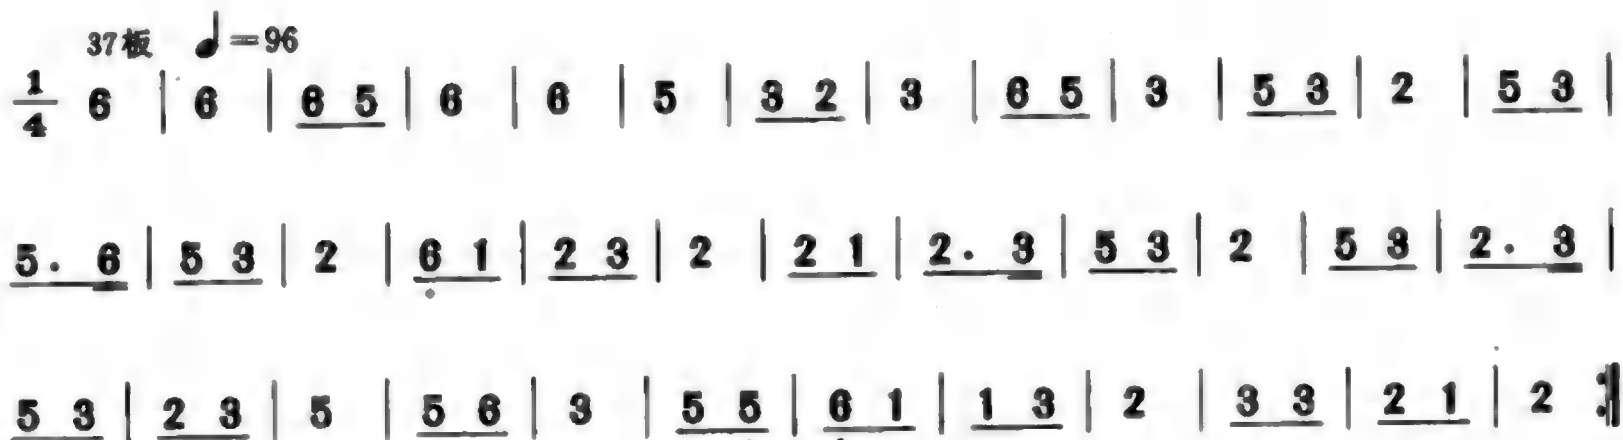 37板 ♩=96
1/4 6 | 6 | 6 5 | 6 | 6 | 5 | 3 2 | 3 | 6 5 | 3 | 5 3 | 2 | 5 3 |
5. 6 | 5 3 | 2 | 6̣ 1 | 2 3 | 2 | 2 1 | 2. 3 | 5 3 | 2 | 5 3 | 2. 3 |
5 3 | 2 3 | 5 | 5 6 | 3 | 5 5 | 6̣ 1 | 1 3 | 2 | 3 3 | 2 1 | 2 :‖